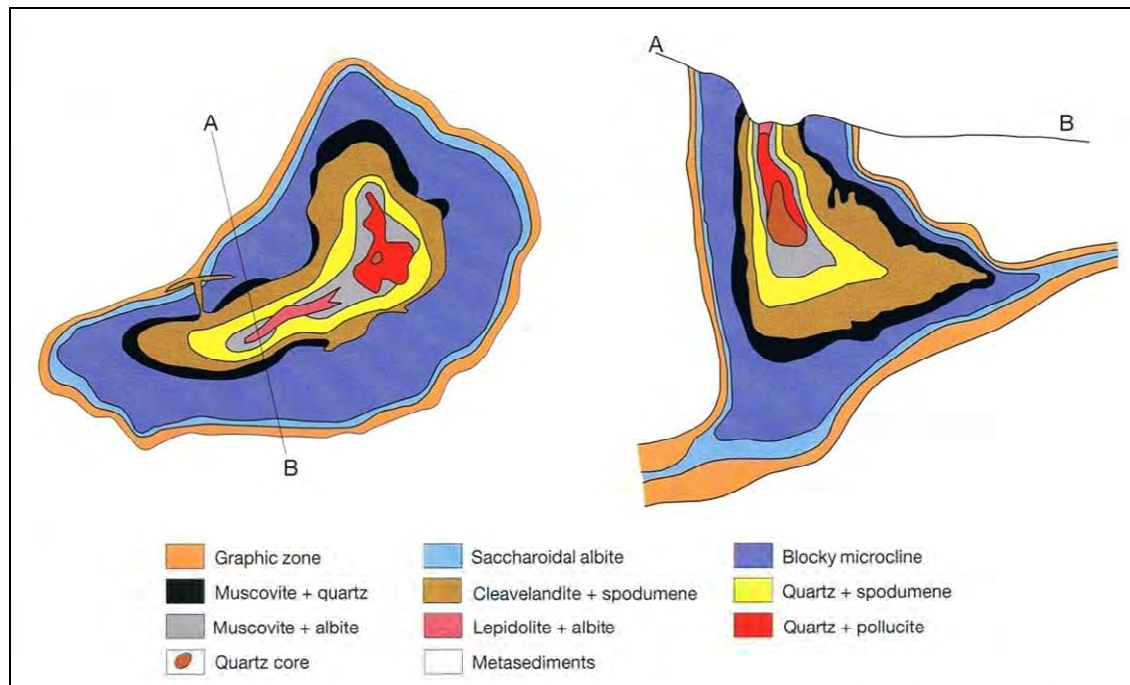 A
B
A
B
Graphic zone
Saccharoidal albite
Blocky microcline
Muscovite + quartz
Cleavelandite + spodumene
Quartz + spodumene
Muscovite + albite
Lepidolite + albite
Quartz + pollucite
Quartz core
Metasediments